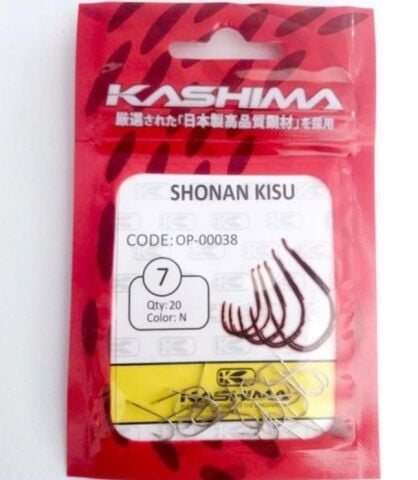 KASHIMA
厳選された「日本製高品質鋼材」を採用
SHONAN KISU
CODE: OP-00038
7
Qty: 20
Color: N
KASHIMA